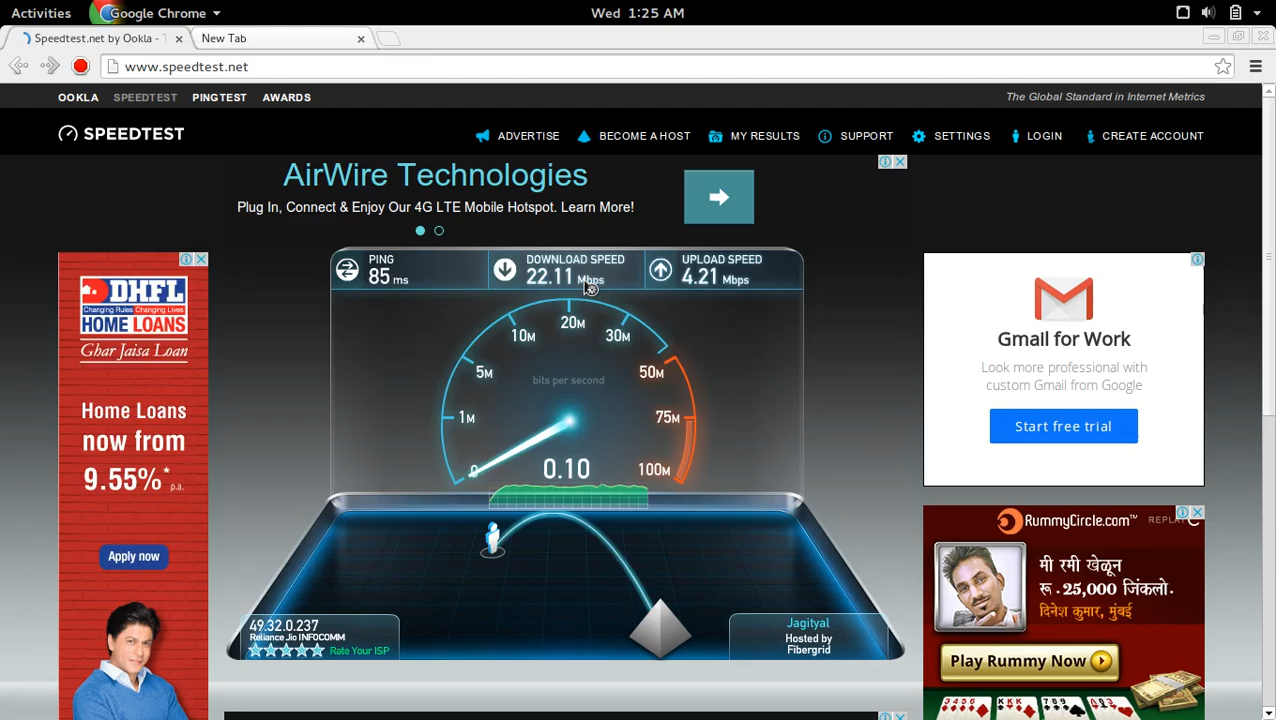 Activities
Google Chrome
Wed 1:25 AM
Speedtest.net by Ookla - T
New Tab
www.speedtest.net
OOKLA SPEEDTEST PINGTEST AWARDS
The Global Standard in Internet Metrics
SPEEDTEST
ADVERTISE BECOME A HOST MY RESULTS SUPPORT SETTINGS LOGIN CREATE ACCOUNT
AirWire Technologies
Plug In, Connect & Enjoy Our 4G LTE Mobile Hotspot. Learn More!
PING
85 ms
DOWNLOAD SPEED
22.11 Mbps
UPLOAD SPEED
4.21 Mbps
0
1M
5M
10M
20M
30M
50M
75M
100M
bits per second
0.10
49.32.0.237
Reliance Jio INFOCOMM
Rate Your ISP
Jagityal
Hosted by
Fibergrid
DHFL
Changing Rules Changing Lives
HOME LOANS
Ghar Jaisa Loan
Home Loans
now from
9.55%*
p.a.
Apply now
Gmail for Work
Look more professional with
custom Gmail from Google
Start free trial
RummyCircle.com™
REPLAY
मी रमी खेळून
रू. 25,000 जिंकलो.
दिनेश कुमार, मुंबई
Play Rummy Now